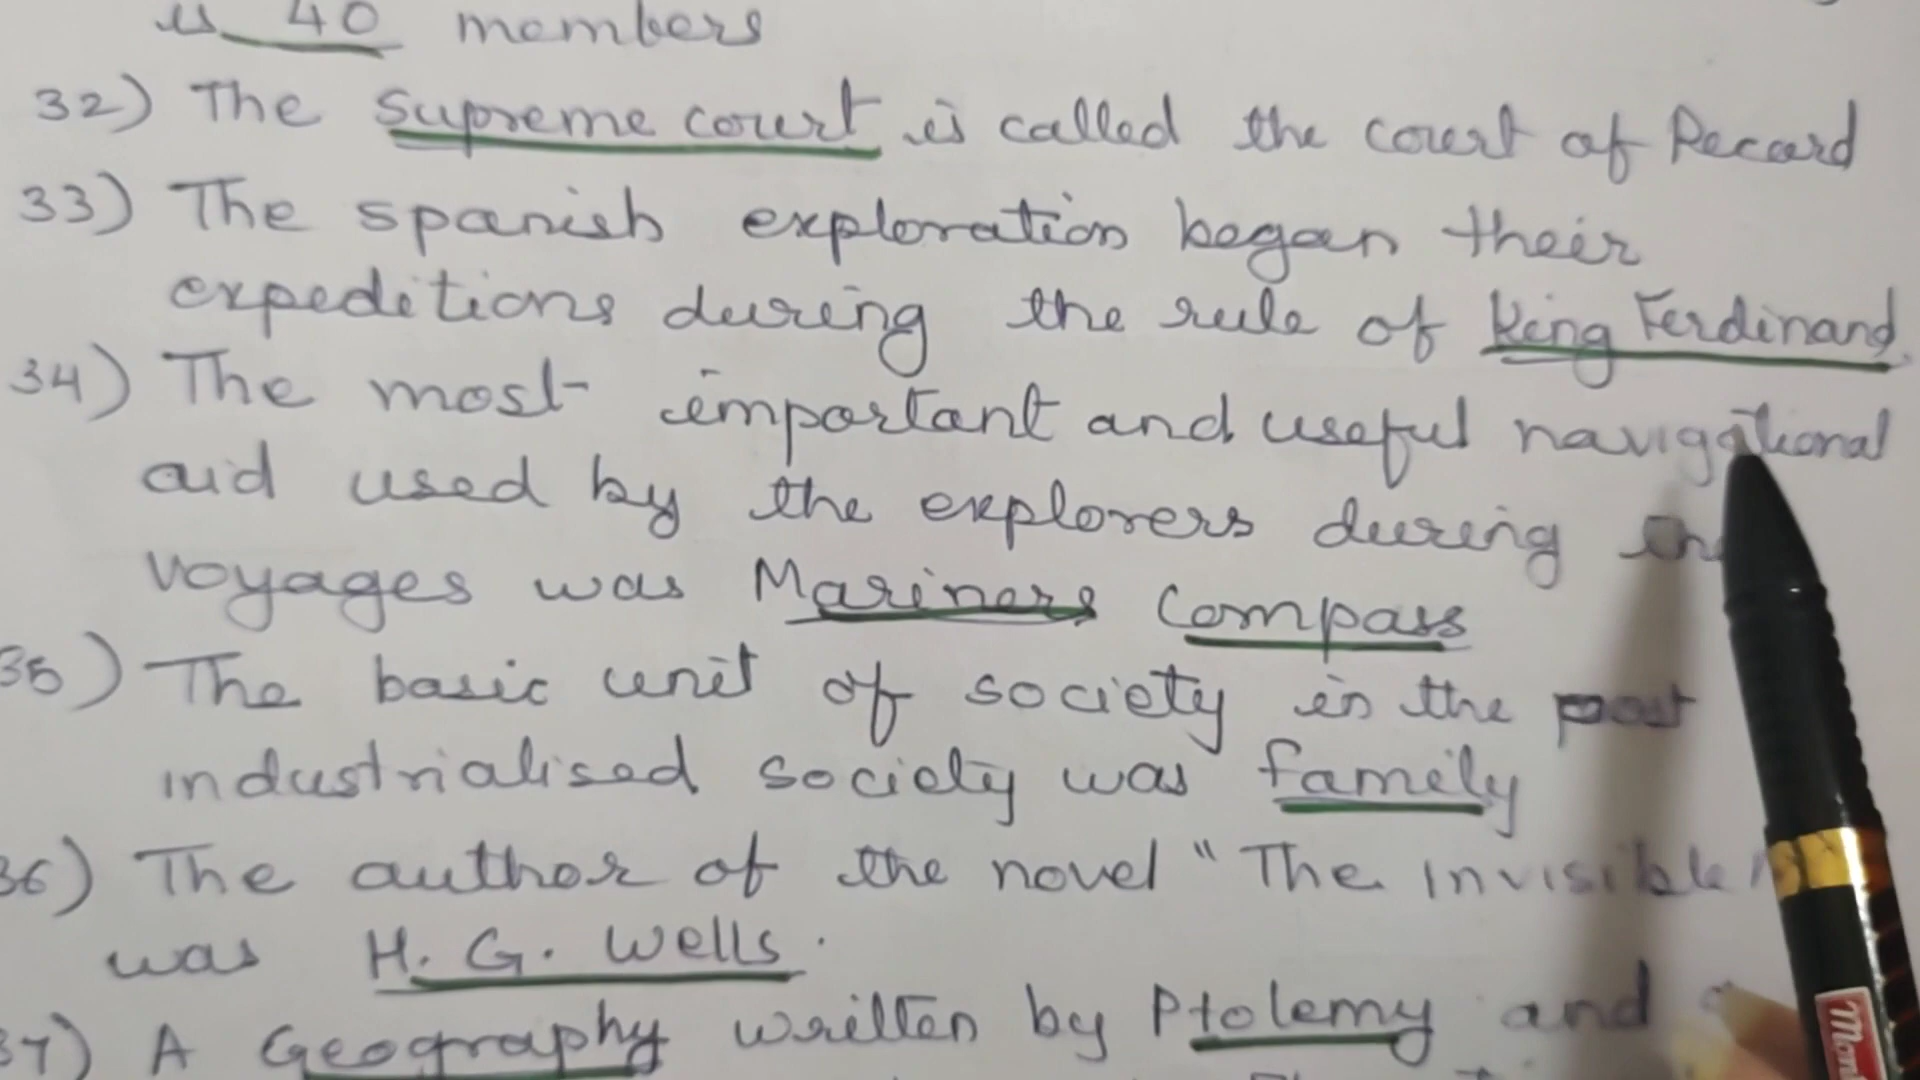 is 40 members
32) The Supreme court is called the court of Record
33) The spanish exploration began their
expeditions during the rule of King Ferdinand.
34) The most important and useful navigational
aid used by the explorers during
voyages was Mariners Compass
35) The basic unit of society in the post
industrialised society was family
36) The author of the novel "The Invisible
was H. G. Wells.
37) A Geography written by Ptolemy and